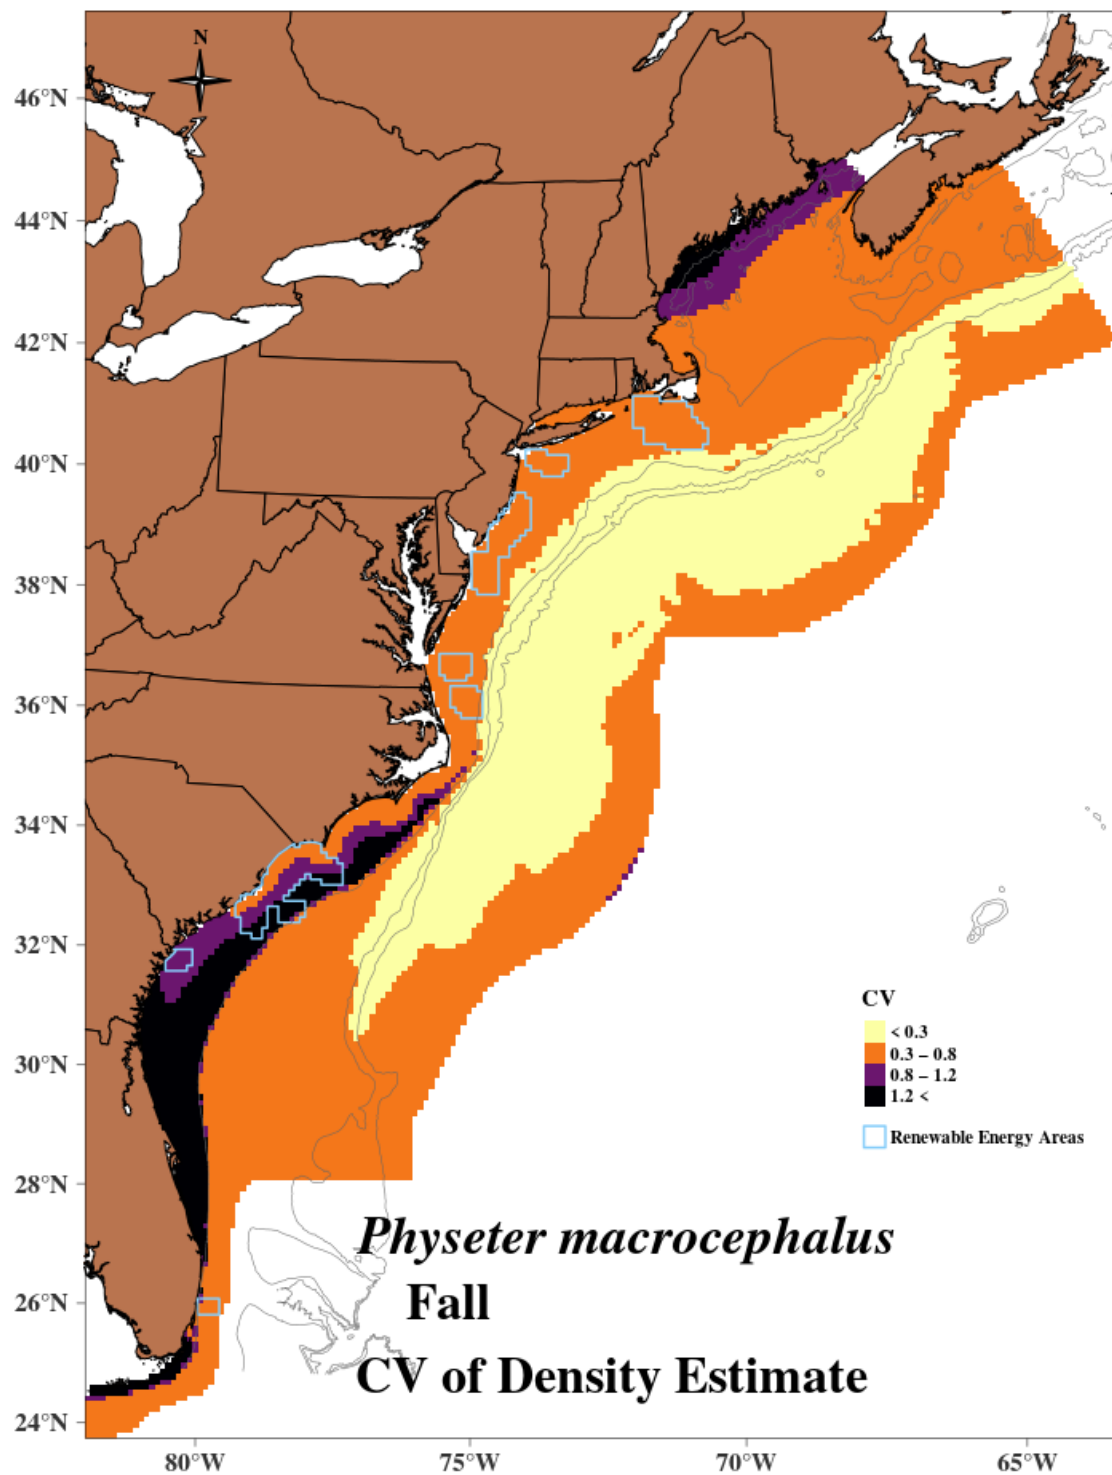 N
46°N
44°N
42°N
40°N
38°N
36°N
34°N
32°N
30°N
28°N
26°N
24°N
CV
< 0.3
0.3 – 0.8
0.8 – 1.2
1.2 <
Renewable Energy Areas
Physeter macrocephalus
Fall
CV of Density Estimate
80°W
75°W
70°W
65°W